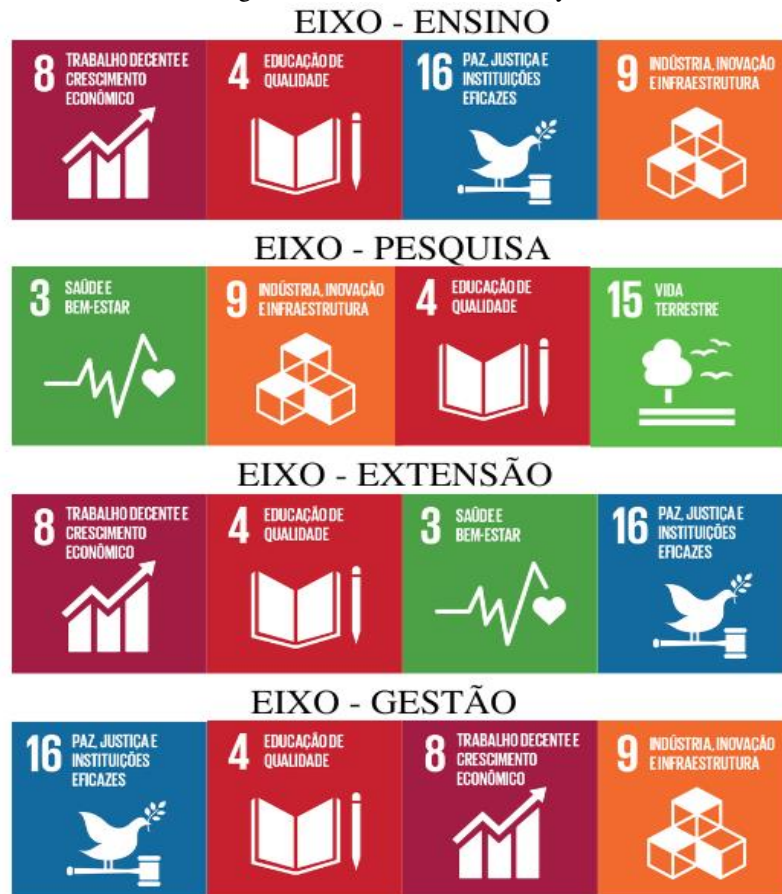 EIXO - ENSINO
8 TRABALHO DECENTE E
CRESCIMENTO
ECONÔMICO
4 EDUCAÇÃO DE
QUALIDADE
16 PAZ, JUSTIÇA E
INSTITUIÇÕES
EFICAZES
9 INDÚSTRIA, INOVAÇÃO
E INFRAESTRUTURA
EIXO - PESQUISA
3 SAÚDE E
BEM-ESTAR
9 INDÚSTRIA, INOVAÇÃO
E INFRAESTRUTURA
4 EDUCAÇÃO DE
QUALIDADE
15 VIDA
TERRESTRE
EIXO - EXTENSÃO
8 TRABALHO DECENTE E
CRESCIMENTO
ECONÔMICO
4 EDUCAÇÃO DE
QUALIDADE
3 SAÚDE E
BEM-ESTAR
16 PAZ, JUSTIÇA E
INSTITUIÇÕES
EFICAZES
EIXO - GESTÃO
16 PAZ, JUSTIÇA E
INSTITUIÇÕES
EFICAZES
4 EDUCAÇÃO DE
QUALIDADE
8 TRABALHO DECENTE E
CRESCIMENTO
ECONÔMICO
9 INDÚSTRIA, INOVAÇÃO
E INFRAESTRUTURA